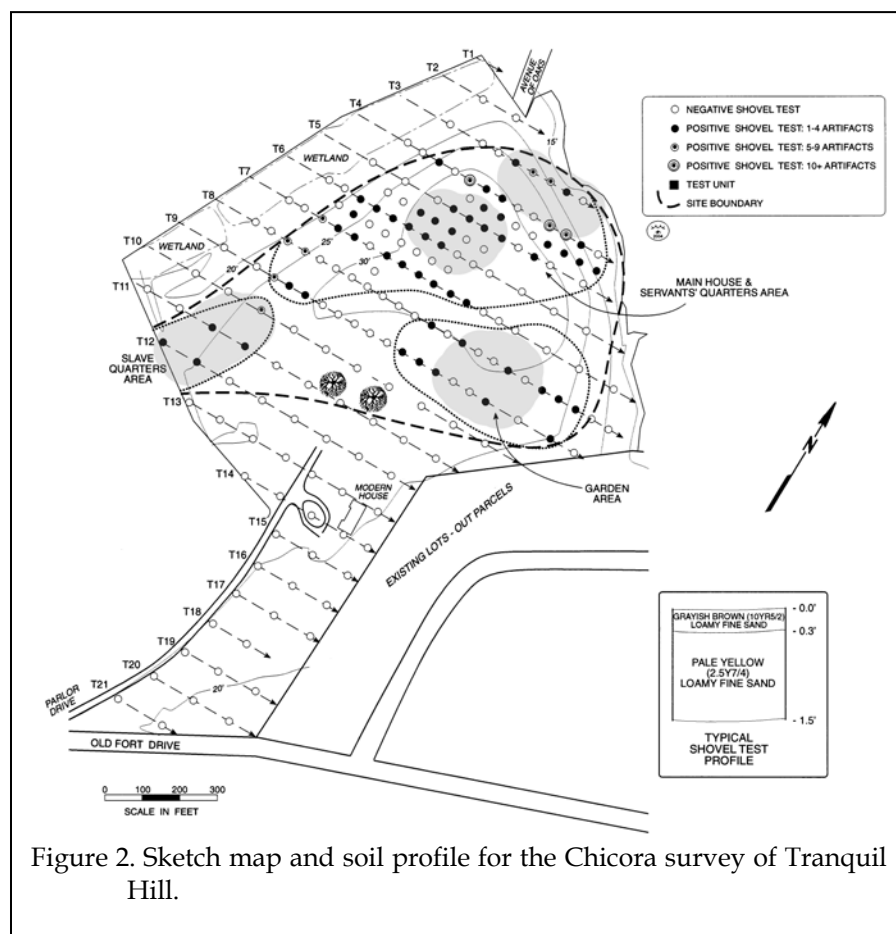 T1
T2
T3
T4
T5
T6
T7
T8
T9
T10
T11
T12
T13
T14
T15
T16
T17
T18
T19
T20
T21
AVENUE
OF OAKS
WETLAND
WETLAND
15'
25'
20'
30'
NEGATIVE SHOVEL TEST
POSITIVE SHOVEL TEST: 1-4 ARTIFACTS
POSITIVE SHOVEL TEST: 5-9 ARTIFACTS
POSITIVE SHOVEL TEST: 10+ ARTIFACTS
TEST UNIT
SITE BOUNDARY
MAIN HOUSE &
SERVANTS' QUARTERS
AREA
SLAVE
QUARTERS
AREA
GARDEN
AREA
MODERN
HOUSE
EXISTING LOTS - OUT PARCELS
N
20'
PARLOR
DRIVE
OLD FORT DRIVE
0 100 200 300
SCALE IN FEET
GRAYISH BROWN (10YR5/2)
LOAMY FINE SAND
PALE YELLOW
(2.5Y7/4)
LOAMY FINE SAND
- 0.0'
- 0.3'
- 1.5'
TYPICAL
SHOVEL TEST
PROFILE
Figure 2. Sketch map and soil profile for the Chicora survey of Tranquil
Hill.